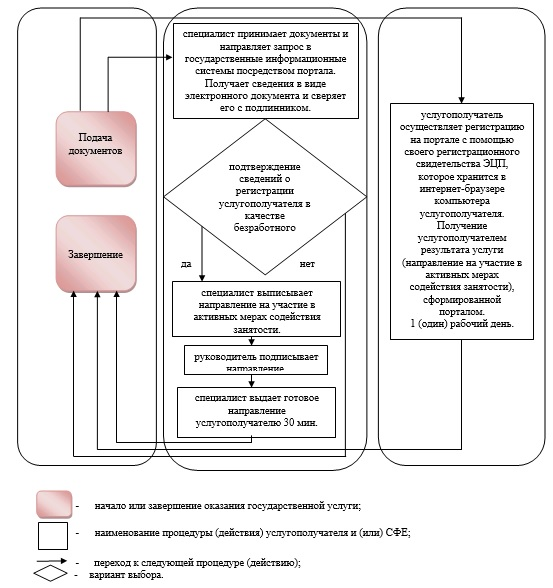 Подача
документов
Завершение
специалист принимает документы и
направляет запрос в
государственные информационные
системы посредством портала.
Получает сведения в виде
электронного документа и сверяет
его с подлинником.
подтверждение
сведений о
регистрации
услугополучателя в
качестве
безработного
да
нет
специалист выписывает
направление на участие в
активных мерах содействия
занятости.
руководитель подписывает
направление
специалист выдает готовое
направление
услугополучателю 30 мин.
услугополучатель
осуществляет регистрацию
на портале с помощью
своего регистрационного
свидетельства ЭЦП,
которое хранится в
интернет-браузере
компьютера
услугополучателя.
Получение
услугополучателем
результата услуги
(направление на участие в
активных мерах
содействия занятости),
сформированной
порталом.
1 (один) рабочий день.
- начало или завершение оказания государственной услуги;
- наименование процедуры (действия) услугополучателя и (или) СФЕ;
- переход к следующей процедуре (действию);
- вариант выбора.